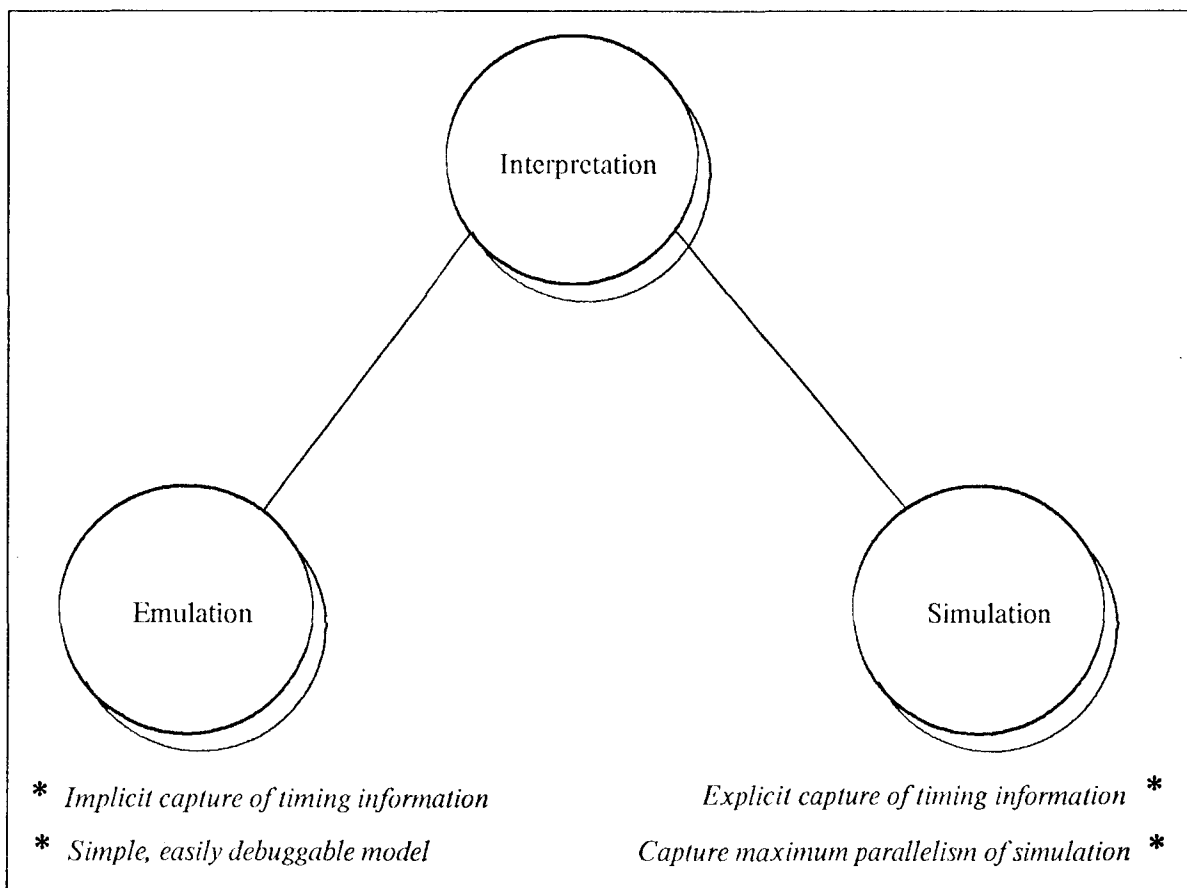 Interpretation
Emulation
Simulation
* Implicit capture of timing information
Explicit capture of timing information *
* Simple, easily debuggable model
Capture maximum parallelism of simulation *